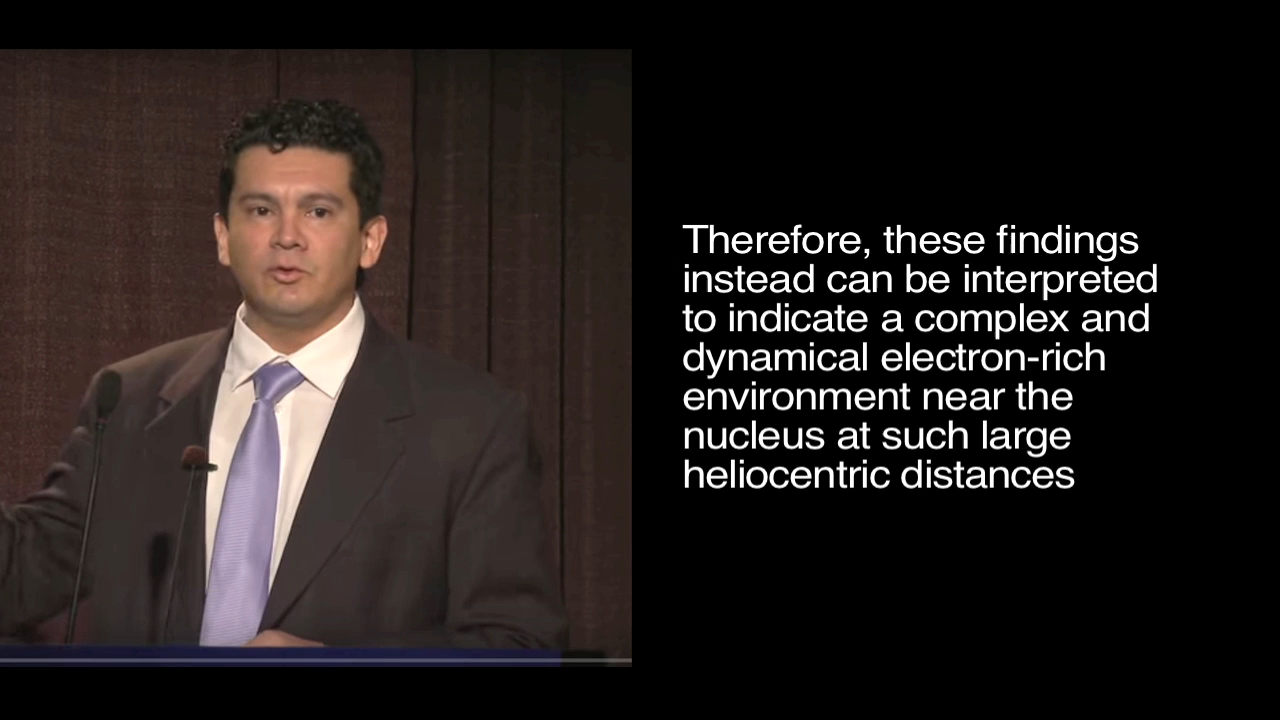 Therefore, these findings
instead can be interpreted
to indicate a complex and
dynamical electron-rich
environment near the
nucleus at such large
heliocentric distances